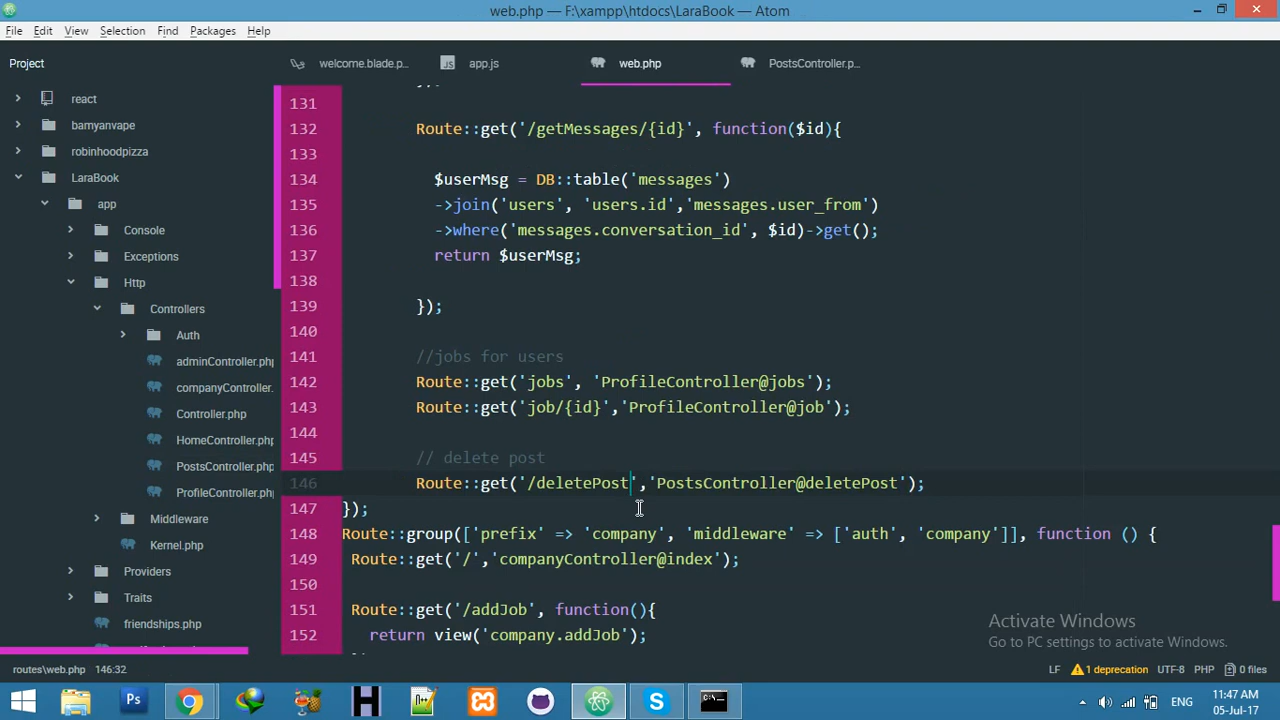 web.php — F:\xampp\htdocs\LaraBook — Atom
File Edit View Selection Find Packages Help
Project
welcome.blade.p...
app.js
web.php
PostsController.p...
react
bamyanvape
robinhoodpizza
LaraBook
app
Console
Exceptions
Http
Controllers
Auth
adminController.php
companyController.
Controller.php
HomeController.php
PostsController.php
ProfileController.php
Middleware
Kernel.php
Providers
Traits
friendships.php
131
132 Route::get('/getMessages/{id}', function($id){
133
134 $userMsg = DB::table('messages')
135 ->join('users', 'users.id','messages.user_from')
136 ->where('messages.conversation_id', $id)->get();
137 return $userMsg;
138
139 });
140
141 //jobs for users
142 Route::get('jobs', 'ProfileController@jobs');
143 Route::get('job/{id}','ProfileController@job');
144
145 // delete post
146 Route::get('/deletePost','PostsController@deletePost');
147 });
148 Route::group(['prefix' => 'company', 'middleware' => ['auth', 'company']], function () {
149 Route::get('/','companyController@index');
150
151 Route::get('/addJob', function(){
152 return view('company.addJob');
Activate Windows
Go to PC settings to activate Windows.
routes\web.php 146:32
LF 1 deprecation UTF-8 PHP 0 files
Ps
H
n++
S
ENG
11:47 AM
05-Jul-17